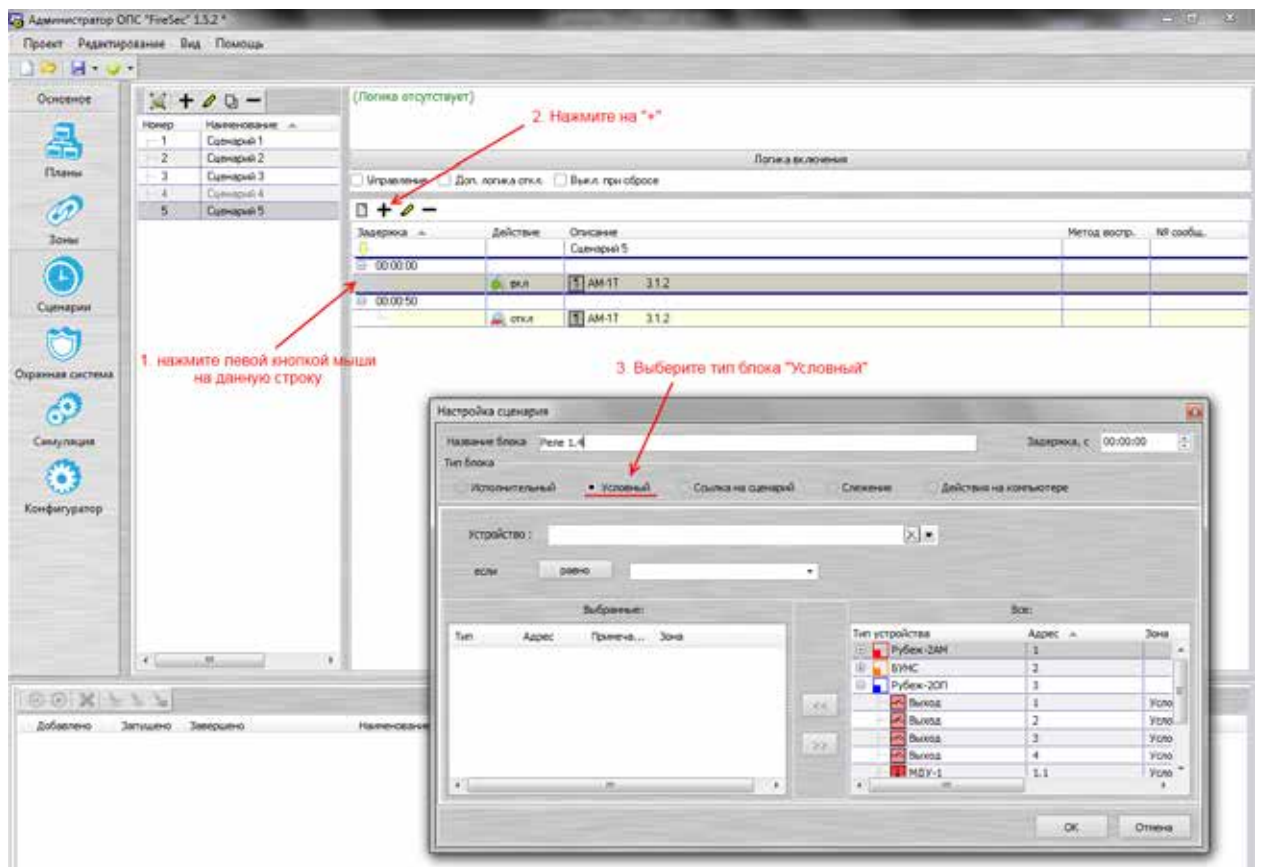 Администратор ОПС "FireSec" 1.5.2 *
Проект Редактирование Вид Помощь
Основное
Планы
Зоны
Сценарии
Охранная система
Симуляция
Конфигуратор
Номер Наименование
1 Сценарий 1
2 Сценарий 2
3 Сценарий 3
4 Сценарий 4
5 Сценарий 5
(Логика отсутствует)
2. Нажмите на "+"
Логика включения
Управление Доп. логика откл. Выкл. при сбросе
Задержка Действие Описание Метод воспр. № сообщ.
Сценарий 5
00:00:00
вкл АМ-1Т 3.1.2
00:00:50
откл АМ-1Т 3.1.2
1. нажмите левой кнопкой мыши
на данную строку
3. Выберите тип блока "Условный"
Настройка сценария
Название блока Реле 1.4 Задержка, с 00:00:00
Тип блока
Исполнительный Условный Ссылка на сценарий Слежение Действия на компьютере
Устройство :
если равно
Выбранные: Все:
Тип Адрес Примеча... Зона
Тип устройства Адрес Зона
Рубеж-2АМ 1
БУНС 2
Рубеж-2ОП 3
Выход 1 Усло
Выход 2 Усло
Выход 3 Усло
Выход 4 Усло
МДУ-1 1.1 Усло
<<
>>
ОК Отмена
Добавлено Запущено Завершено Наименование